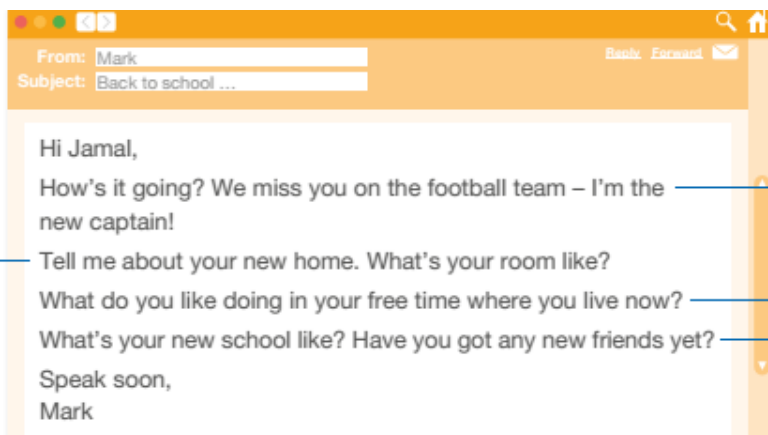 From: Mark
Reply Forward
Subject: Back to school ...
Hi Jamal,
How's it going? We miss you on the football team – I'm the
new captain!
Tell me about your new home. What's your room like?
What do you like doing in your free time where you live now?
What's your new school like? Have you got any new friends yet?
Speak soon,
Mark